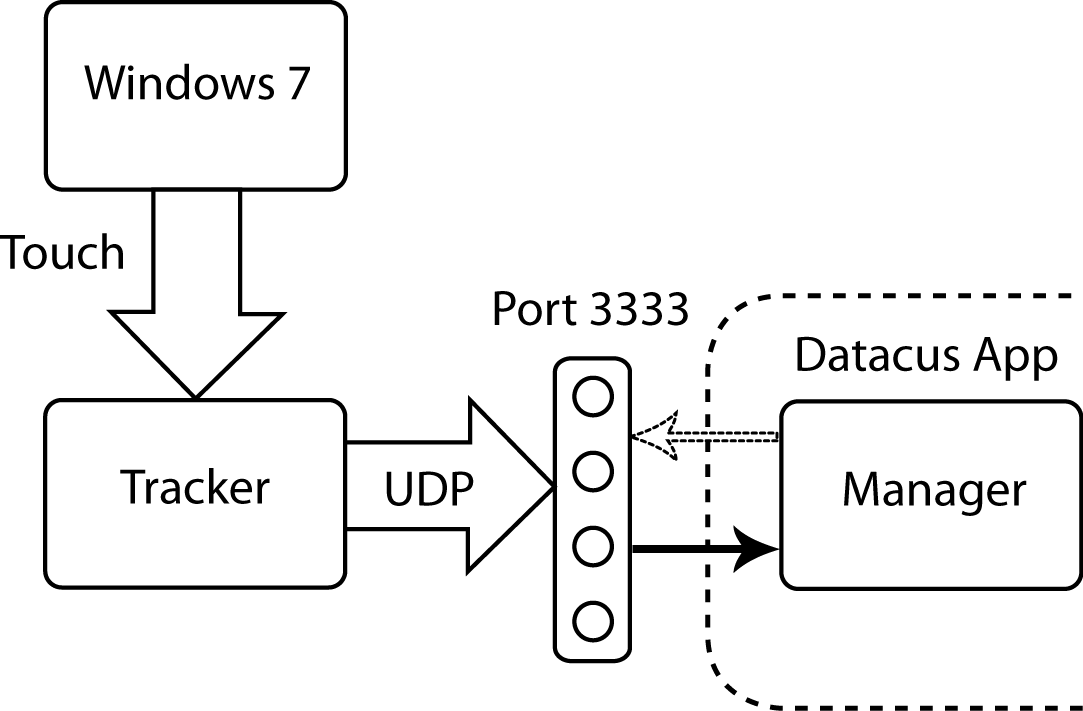 Windows 7
Touch
Port 3333
Datacus App
Tracker
UDP
Manager